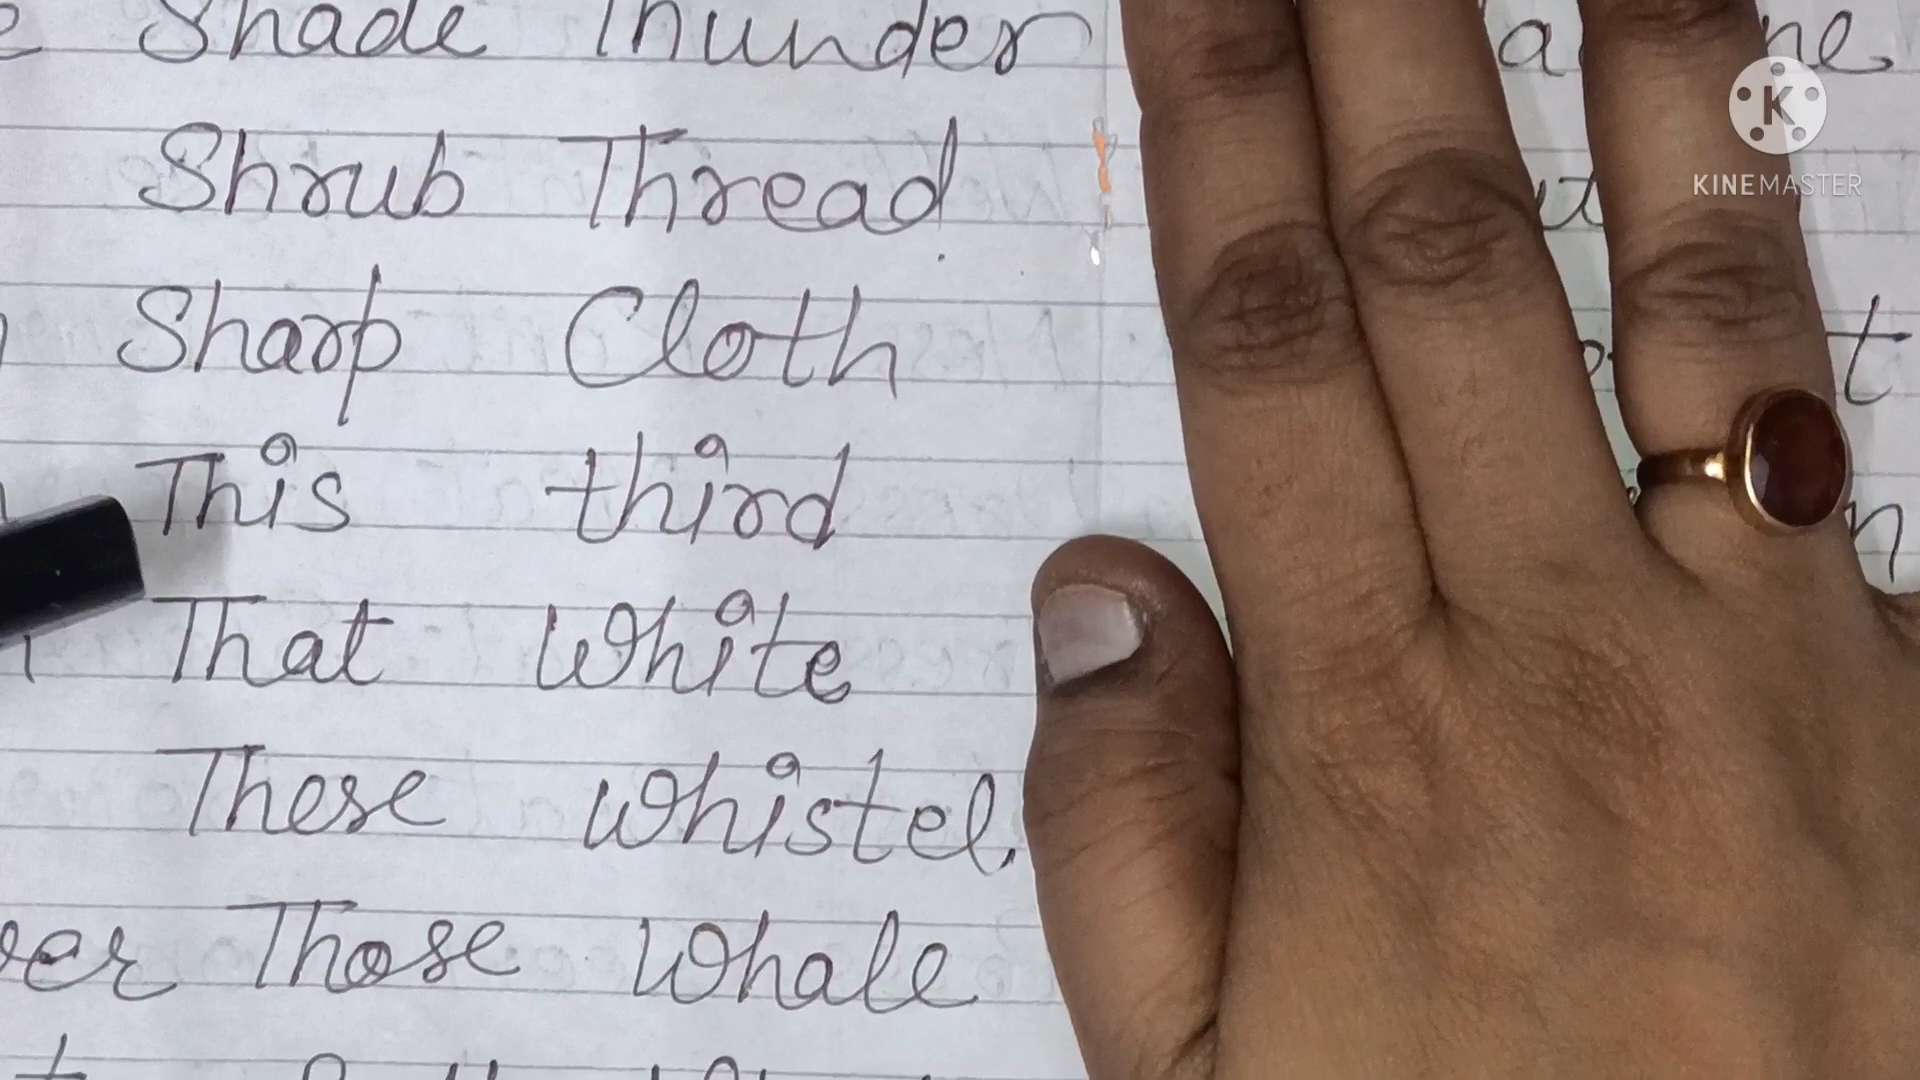 Shade Thunder
Shrub Thread
Sharp Cloth
This third
That White
These Whistel.
Those Whale
K
KINEMASTER